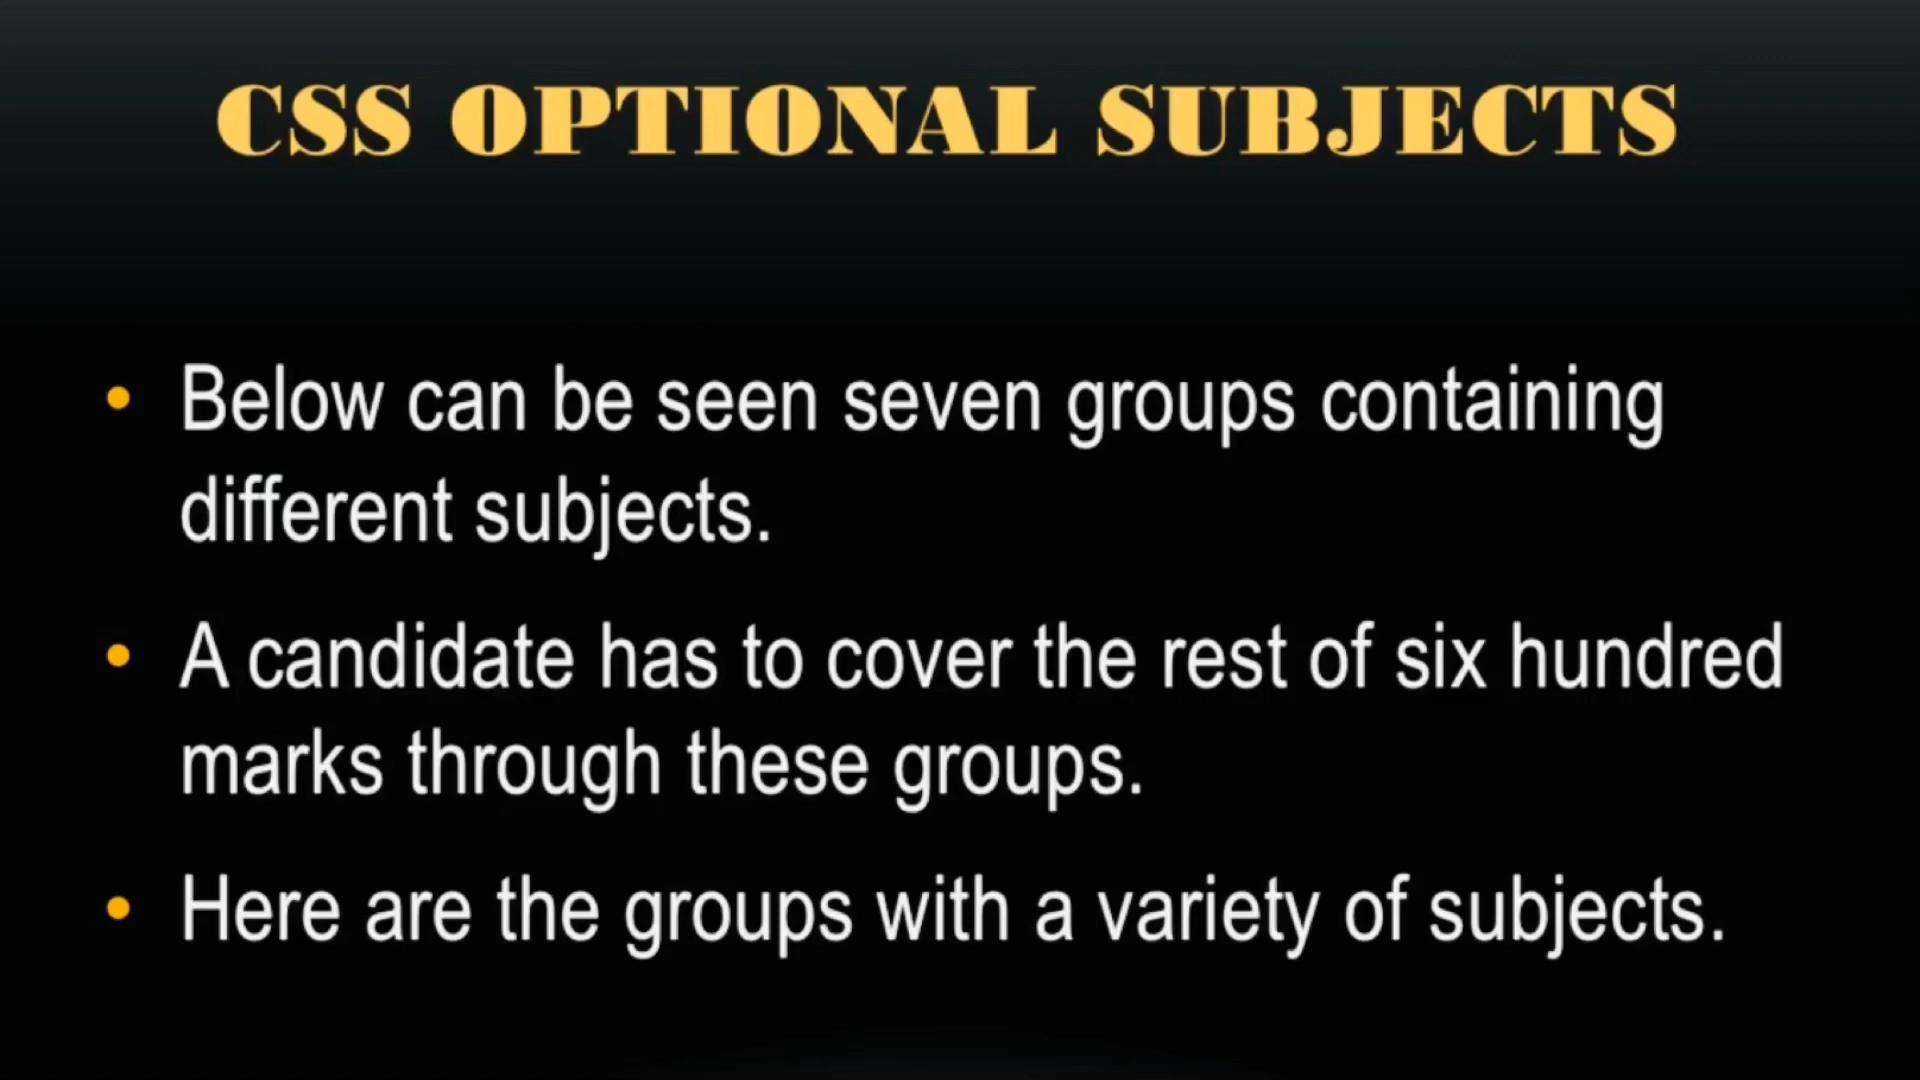 CSS OPTIONAL SUBJECTS
• Below can be seen seven groups containing
different subjects.
• A candidate has to cover the rest of six hundred
marks through these groups.
• Here are the groups with a variety of subjects.